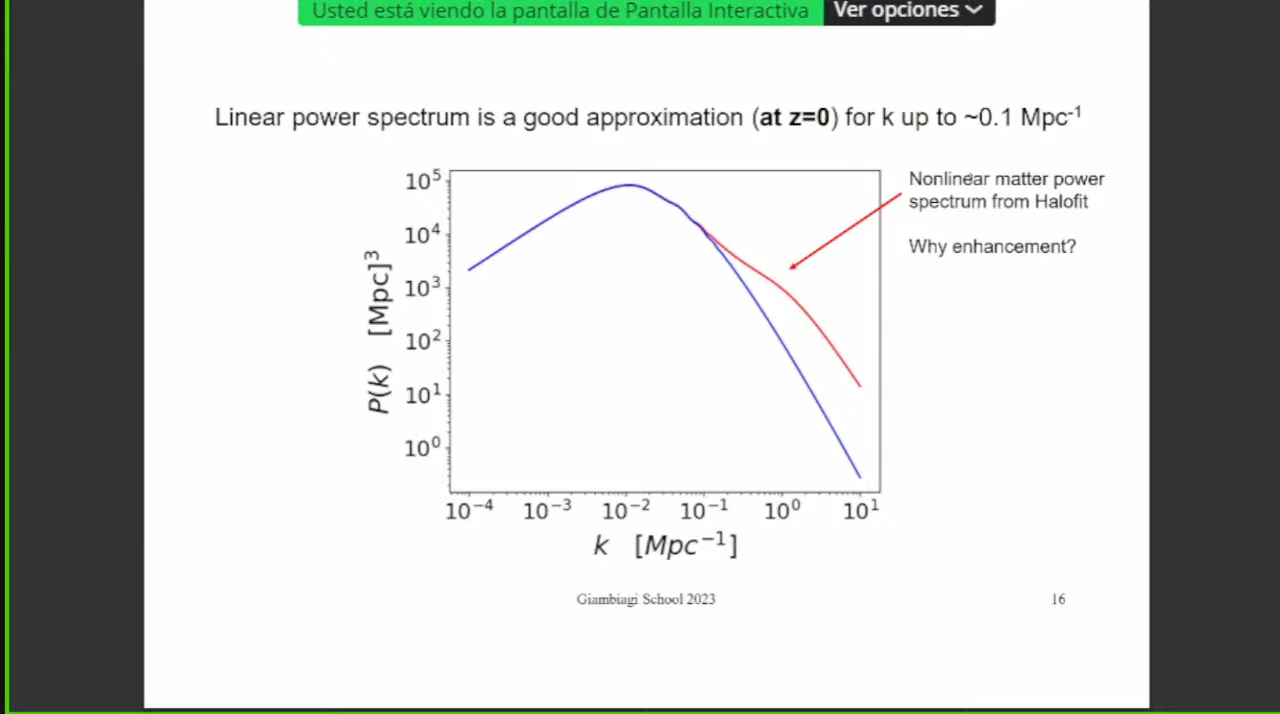 Usted está viendo la pantalla de Pantalla Interactiva Ver opciones
Linear power spectrum is a good approximation (at z=0) for k up to ~0.1 Mpc⁻¹
Nonlinear matter power
spectrum from Halofit
Why enhancement?
P(k) [Mpc]³
10⁵
10⁴
10³
10²
10¹
10⁰
10⁻⁴ 10⁻³ 10⁻² 10⁻¹ 10⁰ 10¹
k [Mpc⁻¹]
Giambiagi School 2023 16